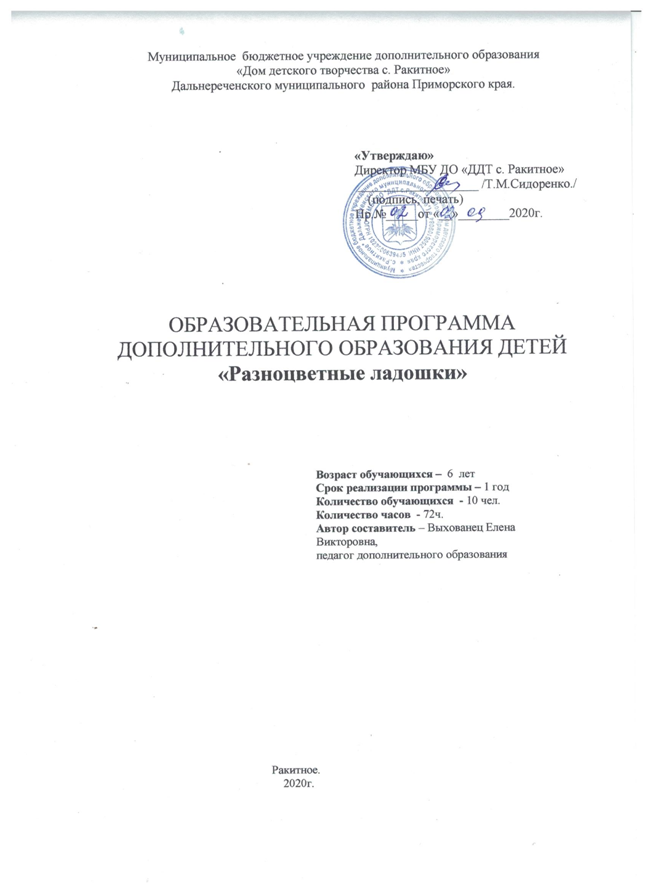 Муниципальное бюджетное учреждение дополнительного образования
«Дом детского творчества с. Ракитное»
Дальнереченского муниципального района Приморского края.
«Утверждаю»
Директор МБУ ДО «ДДТ с. Ракитное»
/Т.М.Сидоренко./
(подпись, печать)
Пр.№ 02 от «03» 09 2020г.
ОБРАЗОВАТЕЛЬНАЯ ПРОГРАММА
ДОПОЛНИТЕЛЬНОГО ОБРАЗОВАНИЯ ДЕТЕЙ
«Разноцветные ладошки»
Возраст обучающихся – 6 лет
Срок реализации программы – 1 год
Количество обучающихся - 10 чел.
Количество часов - 72ч.
Автор составитель – Выхованец Елена
Викторовна,
педагог дополнительного образования
Ракитное.
2020г.